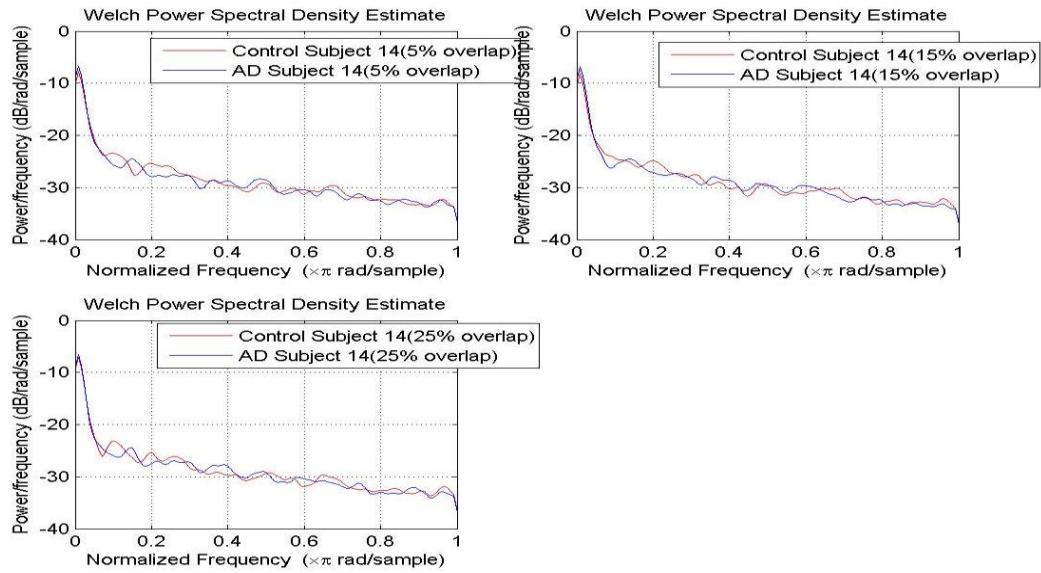 Welch Power Spectral Density Estimate
Power/frequency (dB/rad/sample)
0
-10
-20
-30
-40
Control Subject 14(5% overlap)
AD Subject 14(5% overlap)
0
0.2
0.4
0.6
0.8
1
Normalized Frequency (×π rad/sample)
Welch Power Spectral Density Estimate
Power/frequency (dB/rad/sample)
0
-10
-20
-30
-40
Control Subject 14(15% overlap)
AD Subject 14(15% overlap)
0
0.2
0.4
0.6
0.8
1
Normalized Frequency (×π rad/sample)
Welch Power Spectral Density Estimate
Power/frequency (dB/rad/sample)
0
-10
-20
-30
-40
Control Subject 14(25% overlap)
AD Subject 14(25% overlap)
0
0.2
0.4
0.6
0.8
1
Normalized Frequency (×π rad/sample)